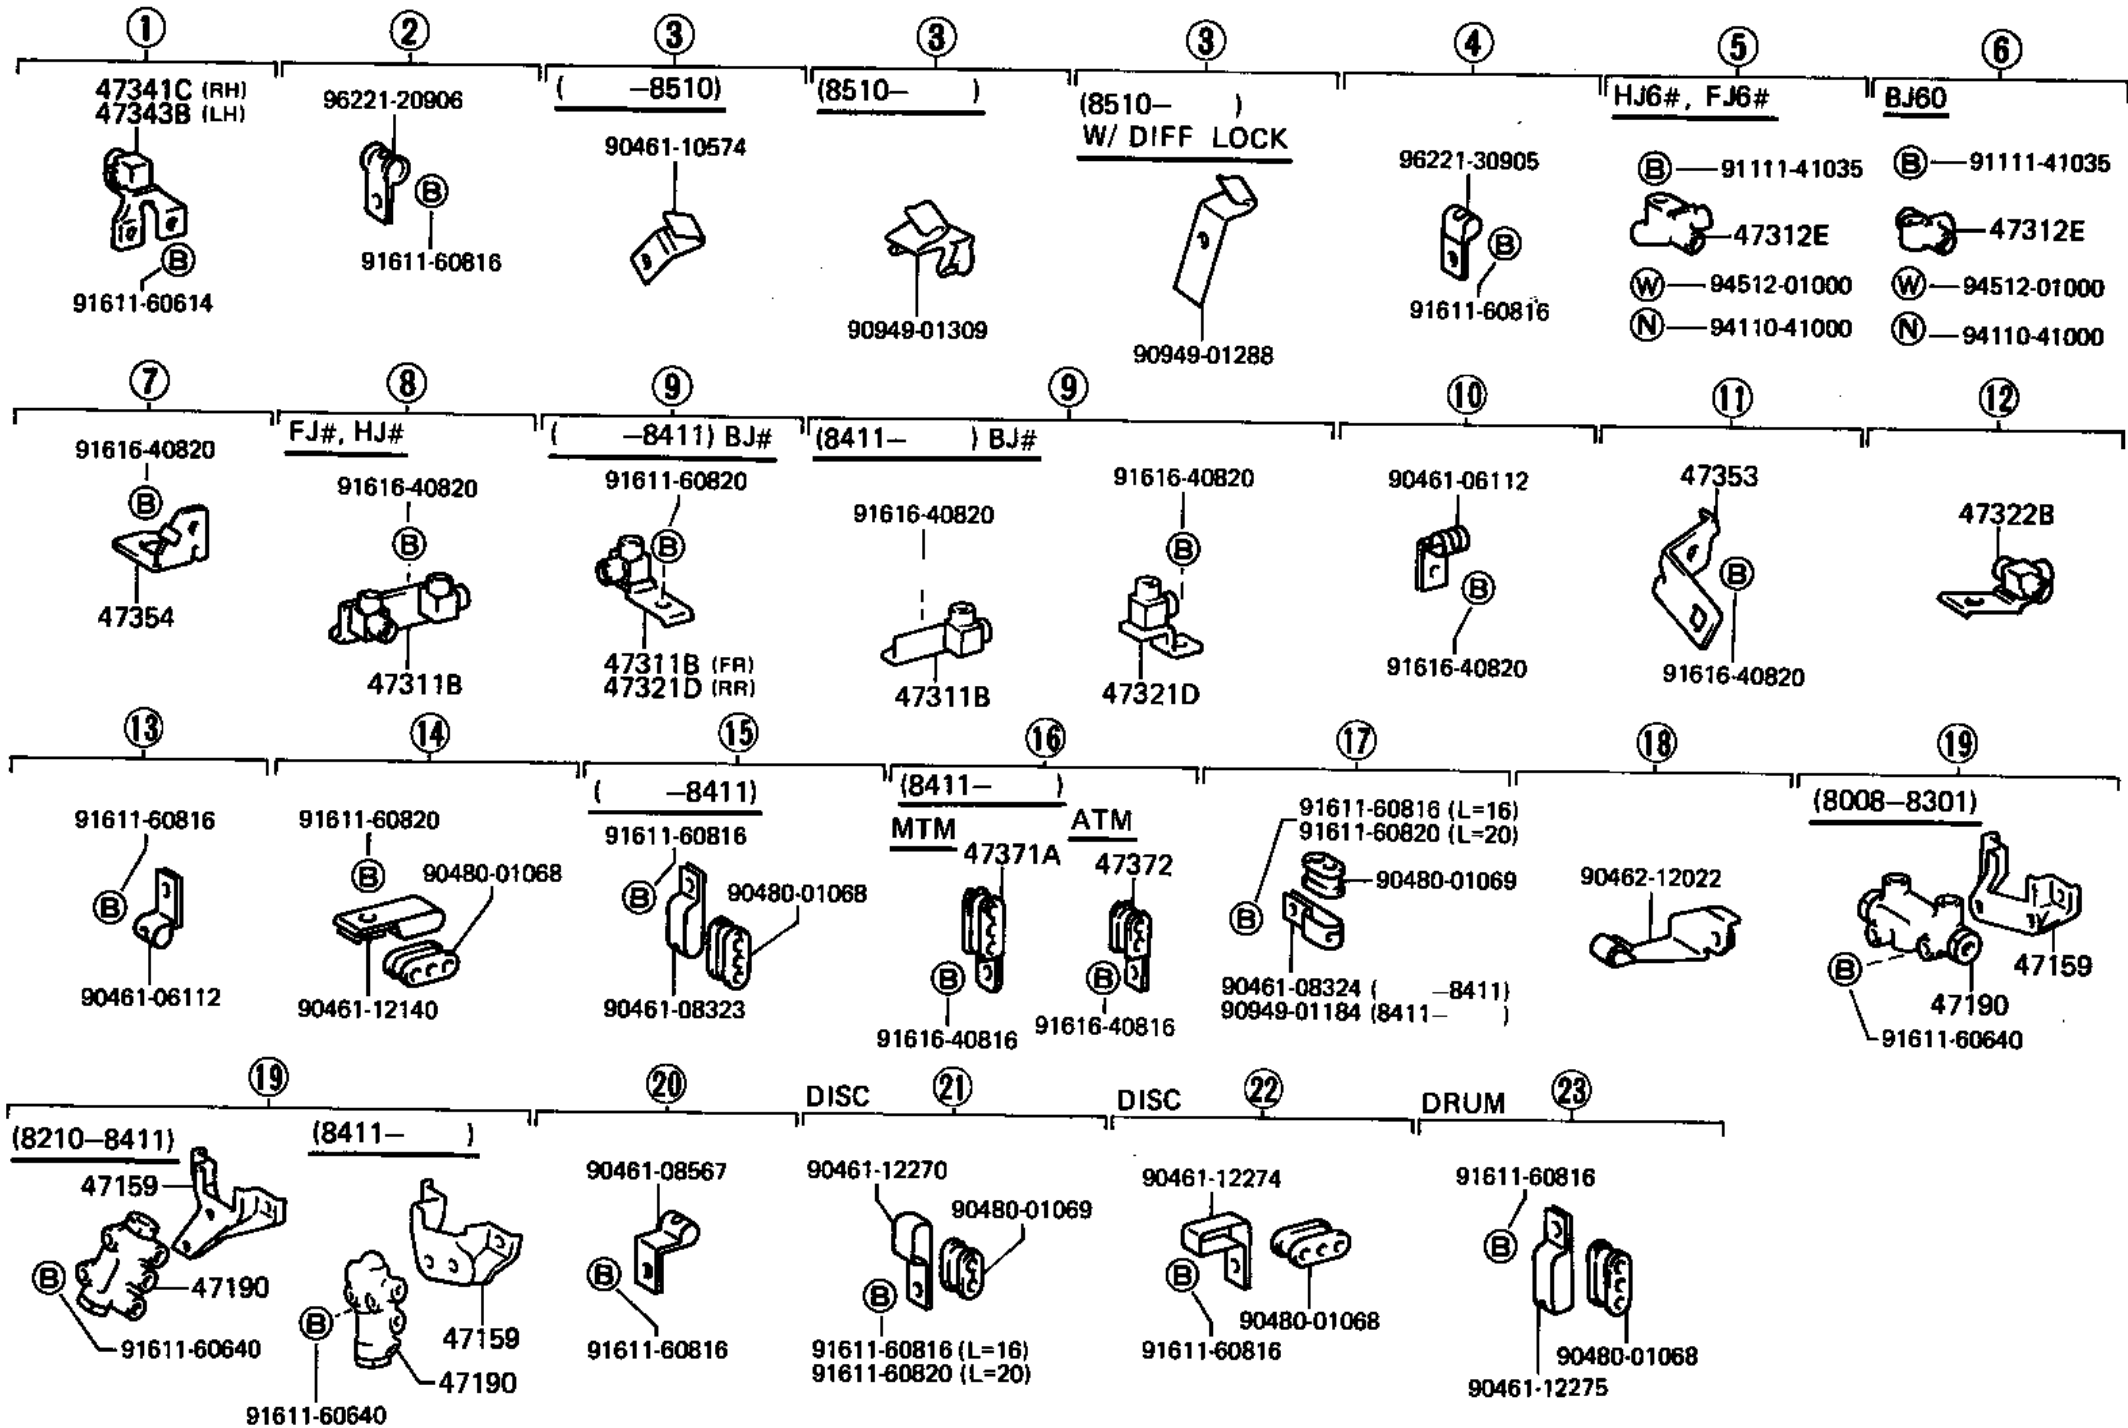 1
47341C (RH)
47343B (LH)
B
91611-60614
2
96221-20906
B
91611-60816
3
( -8510)
90461-10574
3
(8510- )
90949-01309
3
(8510- )
W/ DIFF LOCK
90949-01288
4
96221-30905
B
91611-60816
5
HJ6#, FJ6#
B 91111-41035
47312E
W 94512-01000
N 94110-41000
6
BJ60
B 91111-41035
47312E
W 94512-01000
N 94110-41000
7
91616-40820
B
47354
8
FJ#, HJ#
91616-40820
B
47311B
9
( -8411) BJ#
91611-60820
B
47311B (FR)
47321D (RR)
9
(8411- ) BJ#
91616-40820
47311B
91616-40820
B
47321D
10
90461-06112
B
91616-40820
11
47353
B
91616-40820
12
47322B
13
91611-60816
B
90461-06112
14
91611-60820
B
90480-01068
90461-12140
15
( -8411)
91611-60816
B
90480-01068
90461-08323
16
(8411- )
MTM
47371A
B
91616-40816
ATM
47372
B
91616-40816
17
91611-60816 (L=16)
91611-60820 (L=20)
90480-01069
B
90461-08324 ( -8411)
90949-01184 (8411- )
18
90462-12022
19
(8008-8301)
47159
B
47190
91611-60640
19
(8210-8411)
47159
B
47190
91611-60640
(8411- )
B
47159
47190
91611-60640
20
90461-08567
B
91611-60816
DISC
21
90461-12270
90480-01069
B
91611-60816 (L=16)
91611-60820 (L=20)
DISC
22
90461-12274
B
90480-01068
91611-60816
DRUM
23
91611-60816
B
90480-01068
90461-12275